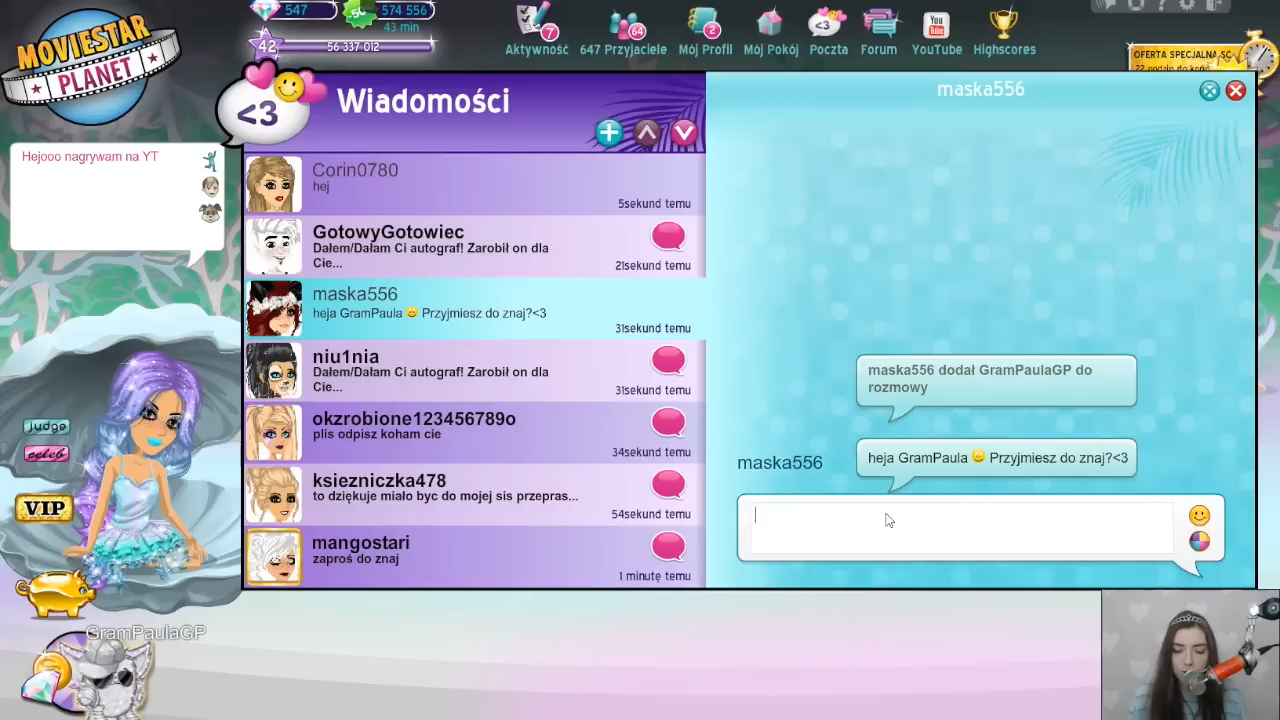 547
574 556
43 min
42
56 337 012
MOVIESTAR
PLANET
7
64
<3
2
Aktywność
647 Przyjaciele
Mój Profil
Mój Pokój
Poczta
Forum
You
Tube
YouTube
Highscores
OFERTA SPECJALNA SC
<3
Wiadomości
maska556
Hejooo nagrywam na YT
Corin0780
hej
5sekund temu
GotowyGotowiec
Dałem/Dałam Ci autograf! Zarobił on dla
Cie...
21sekund temu
maska556
heja GramPaula Przyjmiesz do znaj?<3
31sekund temu
niu1nia
Dałem/Dałam Ci autograf! Zarobił on dla
Cie...
31sekund temu
okzrobione123456789o
plis odpisz koham cie
34sekund temu
ksiezniczka478
to dziękuje miało byc do mojej sis przepras...
54sekund temu
mangostari
zaproś do znaj
1 minutę temu
maska556 dodał GramPaulaGP do
rozmowy
maska556
heja GramPaula Przyjmiesz do znaj?<3
judge
celeb
VIP
GramPaulaGP